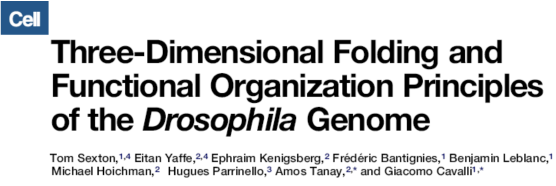 Cell
Three-Dimensional Folding and
Functional Organization Principles
of the Drosophila Genome
Tom Sexton,1,4 Eitan Yaffe,2,4 Ephraim Kenigsberg,2 Frédéric Bantignies,1 Benjamin Leblanc,1
Michael Hoichman,2 Hugues Parrinello,3 Amos Tanay,2,* and Giacomo Cavalli1,*